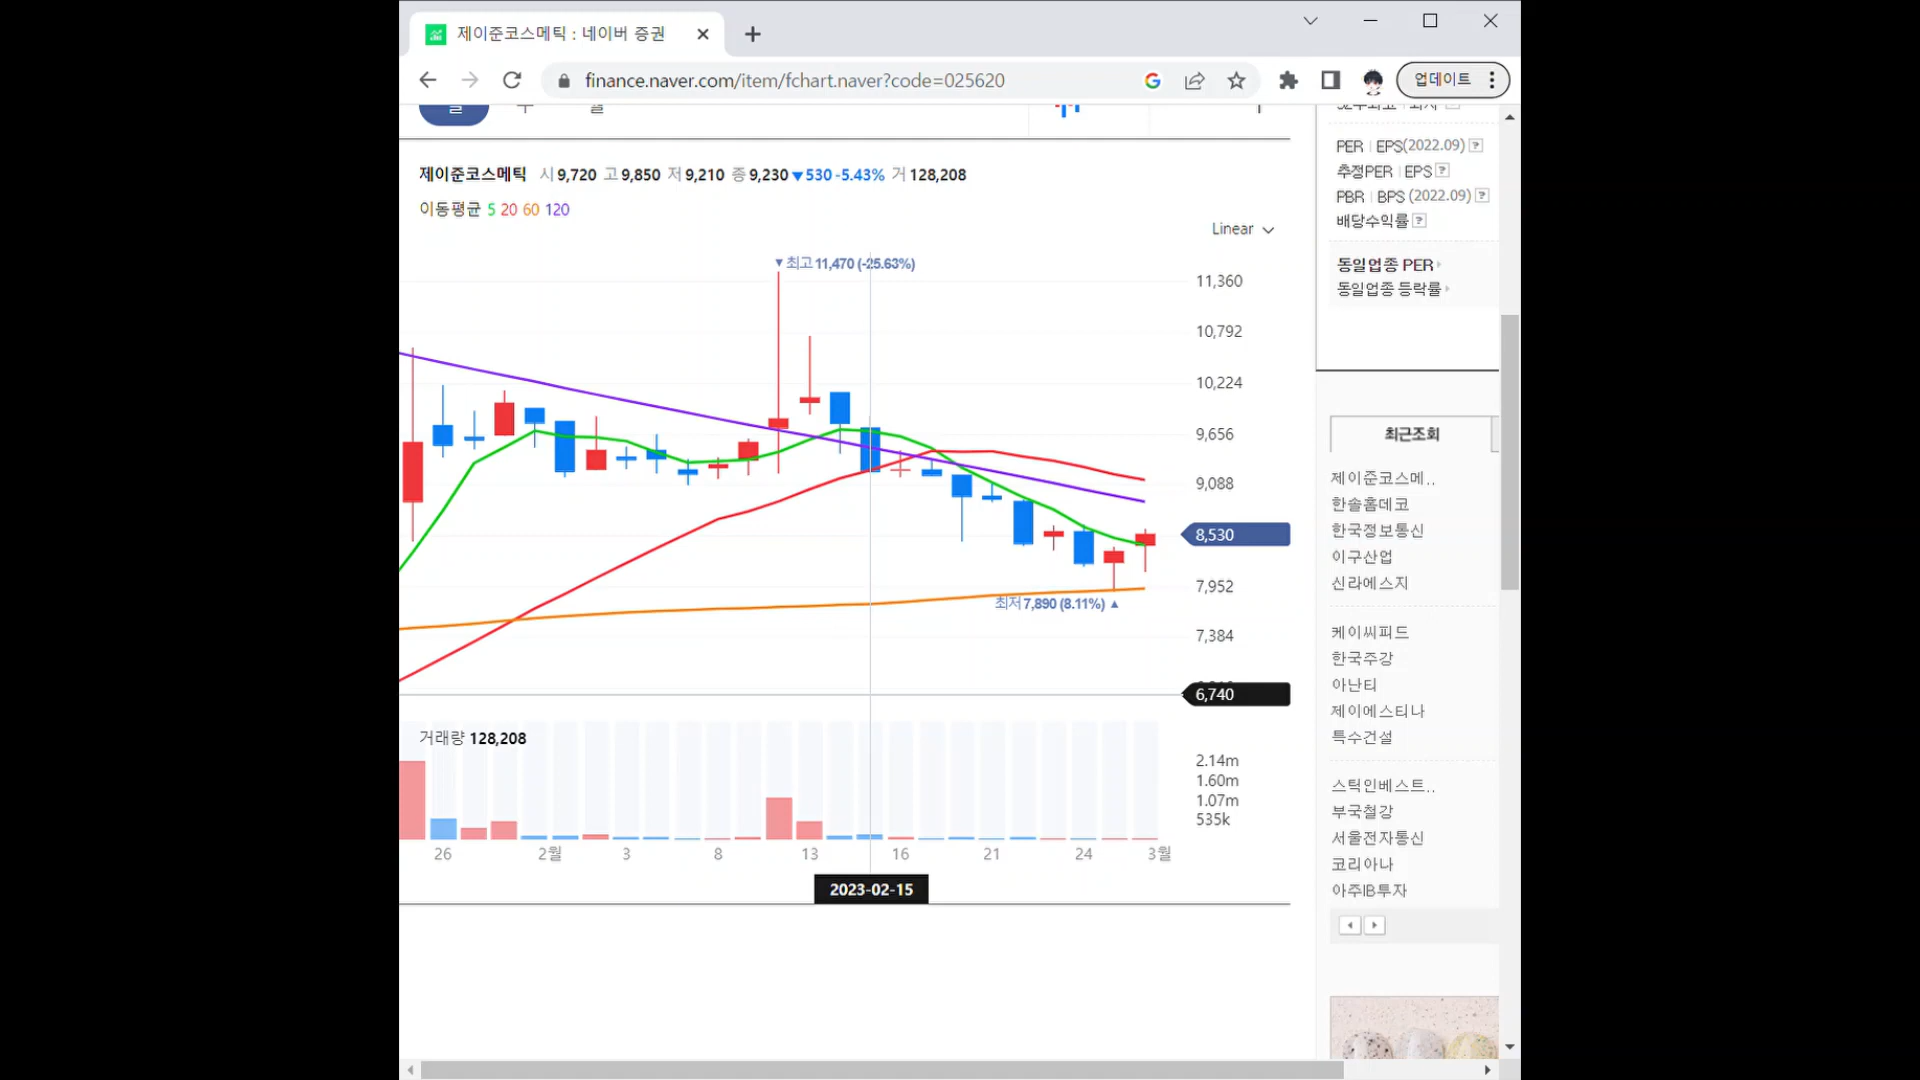 제이준코스메틱 : 네이버 증권
finance.naver.com/item/fchart.naver?code=025620
업데이트
일
주
월
제이준코스메틱 시 9,720 고 9,850 저 9,210 종 9,230 ▼530 -5.43% 거 128,208
이동평균 5 20 60 120
Linear
▼최고 11,470 (-25.63%)
11,360
10,792
10,224
9,656
9,088
8,530
7,952
최저 7,890 (8.11%) ▲
7,384
6,740
거래량 128,208
2.14m
1.60m
1.07m
535k
26
2월
3
8
13
16
21
24
3월
2023-02-15
PER | EPS(2022.09) ?
추정PER | EPS ?
PBR | BPS (2022.09) ?
배당수익률 ?
동일업종 PER
동일업종 등락률
최근조회
제이준코스메..
한솔홈데코
한국정보통신
이구산업
신라에스지
케이씨피드
한국주강
아난티
제이에스티나
특수건설
스틱인베스트..
부국철강
서울전자통신
코리아나
아주IB투자